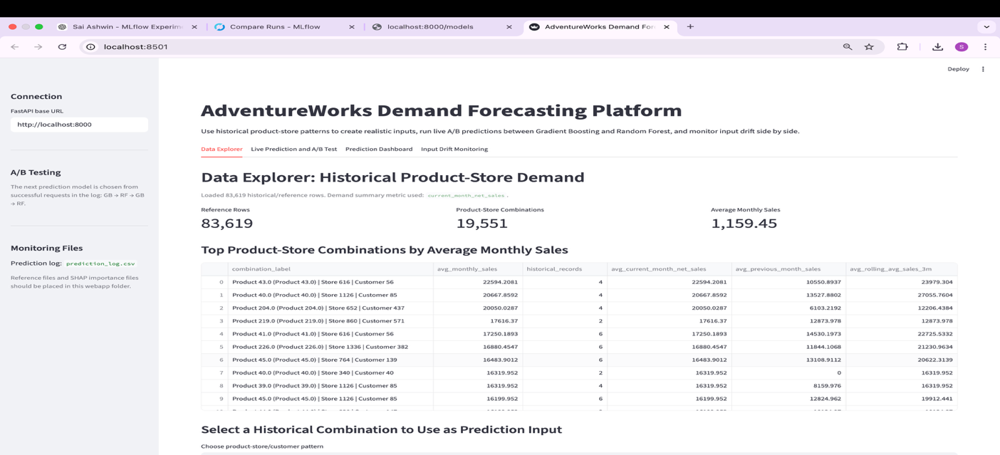 Sai Ashwin – MLflow Experim
Compare Runs - MLflow
localhost:8000/models
AdventureWorks Demand For
localhost:8501
S
Deploy
Connection
FastAPI base URL
http://localhost:8000
A/B Testing
The next prediction model is chosen from
successful requests in the log: GB → RF → GB
→ RF.
Monitoring Files
Prediction log: prediction_log.csv
Reference files and SHAP importance files
should be placed in this webapp folder.
AdventureWorks Demand Forecasting Platform
Use historical product-store patterns to create realistic inputs, run live A/B predictions between Gradient Boosting and Random Forest, and monitor input drift side by side.
Data Explorer Live Prediction and A/B Test Prediction Dashboard Input Drift Monitoring
Data Explorer: Historical Product-Store Demand
Loaded 83,619 historical/reference rows. Demand summary metric used: current_month_net_sales .
Reference Rows Product-Store Combinations Average Monthly Sales
83,619 19,551 1,159.45
Top Product-Store Combinations by Average Monthly Sales
combination_label avg_monthly_sales historical_records avg_current_month_net_sales avg_previous_month_sales avg_rolling_avg_sales_3m
0 Product 43.0 (Product 43.0) | Store 616 | Customer 56 22594.2081 4 22594.2081 10550.8937 23979.304
1 Product 40.0 (Product 40.0) | Store 1126 | Customer 85 20667.8592 4 20667.8592 13527.8802 27055.7604
2 Product 204.0 (Product 204.0) | Store 652 | Customer 437 20050.0287 4 20050.0287 6103.2192 12206.4384
3 Product 219.0 (Product 219.0) | Store 860 | Customer 571 17616.37 2 17616.37 12873.978 12873.978
4 Product 41.0 (Product 41.0) | Store 616 | Customer 56 17250.1893 6 17250.1893 14530.1973 22725.5332
5 Product 226.0 (Product 226.0) | Store 1336 | Customer 382 16880.4547 6 16880.4547 11844.1068 21230.9634
6 Product 45.0 (Product 45.0) | Store 764 | Customer 139 16483.9012 6 16483.9012 13108.9112 20622.3139
7 Product 40.0 (Product 40.0) | Store 340 | Customer 40 16319.952 2 16319.952 0 16319.952
8 Product 39.0 (Product 39.0) | Store 1126 | Customer 85 16319.952 4 16319.952 8159.976 16319.952
9 Product 45.0 (Product 45.0) | Store 1126 | Customer 85 16199.952 6 16199.952 12824.962 19912.441
Select a Historical Combination to Use as Prediction Input
Choose product-store/customer pattern